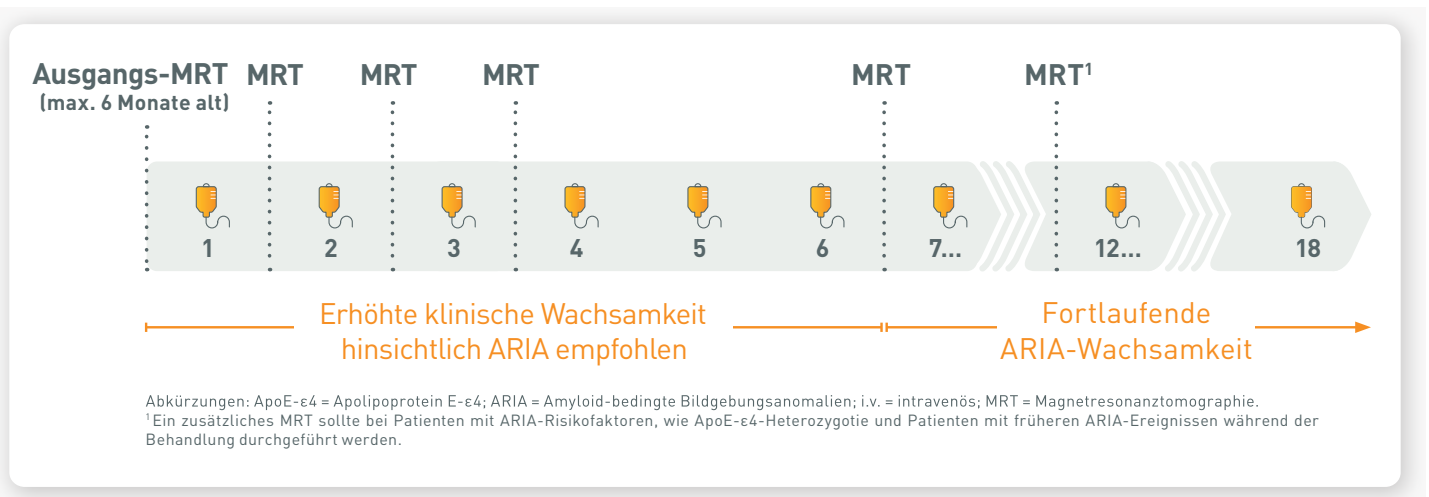 Ausgangs-MRT MRT MRT MRT MRT MRT¹
(max. 6 Monate alt)
1 2 3 4 5 6 7... 12... 18
Erhöhte klinische Wachsamkeit
hinsichtlich ARIA empfohlen
Fortlaufende
ARIA-Wachsamkeit
Abkürzungen: ApoE-ε4 = Apolipoprotein E-ε4; ARIA = Amyloid-bedingte Bildgebungsanomalien; i.v. = intravenös; MRT = Magnetresonanztomographie.
¹ Ein zusätzliches MRT sollte bei Patienten mit ARIA-Risikofaktoren, wie ApoE-ε4-Heterozygotie und Patienten mit früheren ARIA-Ereignissen während der
Behandlung durchgeführt werden.